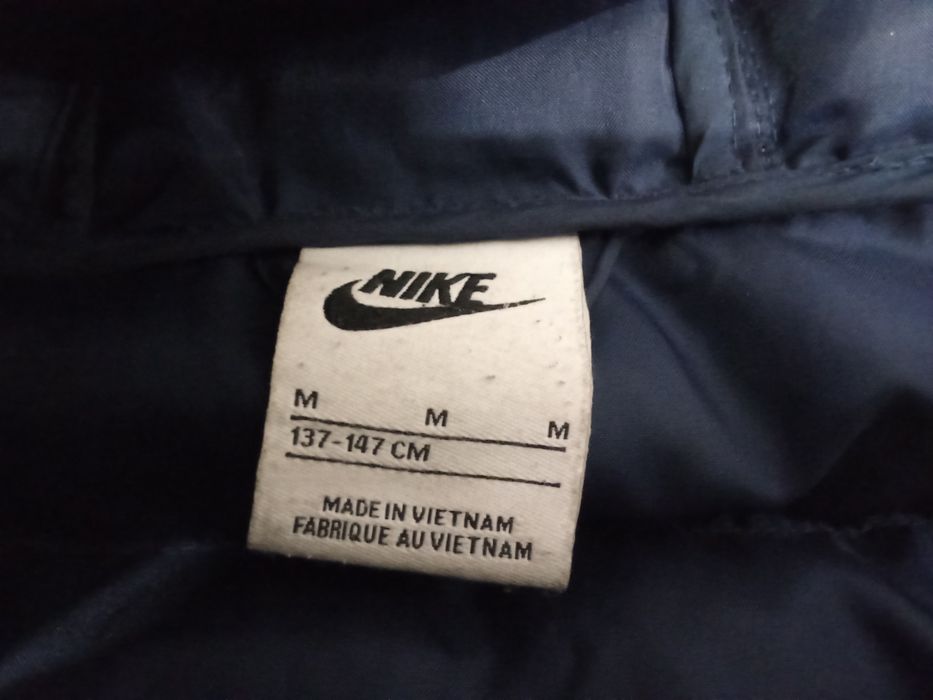 NIKE
M M M
137-147 CM
MADE IN VIETNAM
FABRIQUE AU VIETNAM